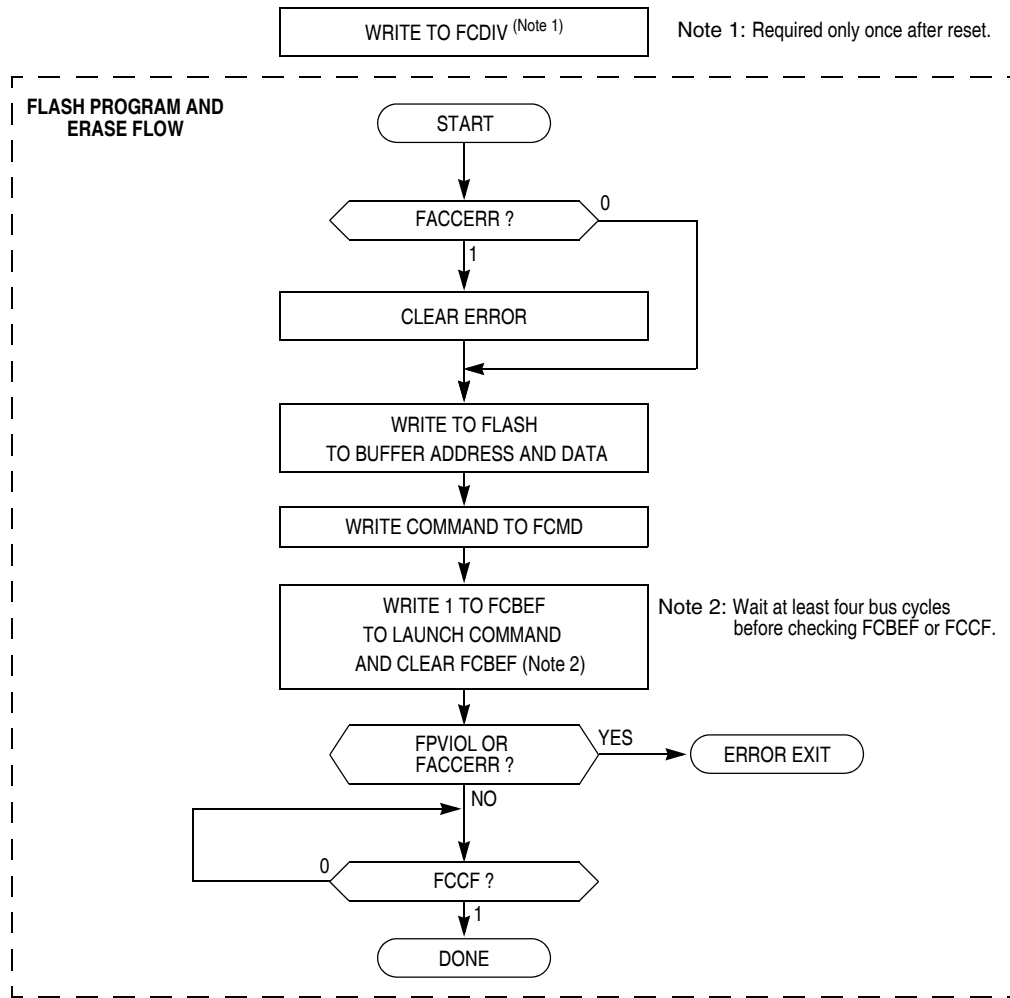 WRITE TO FCDIV (Note 1)
Note 1: Required only once after reset.
FLASH PROGRAM AND
ERASE FLOW
START
FACCERR ?
0
1
CLEAR ERROR
WRITE TO FLASH
TO BUFFER ADDRESS AND DATA
WRITE COMMAND TO FCMD
WRITE 1 TO FCBEF
TO LAUNCH COMMAND
AND CLEAR FCBEF (Note 2)
Note 2: Wait at least four bus cycles
before checking FCBEF or FCCF.
FPVIOL OR
FACCERR ?
YES
ERROR EXIT
NO
0
FCCF ?
1
DONE